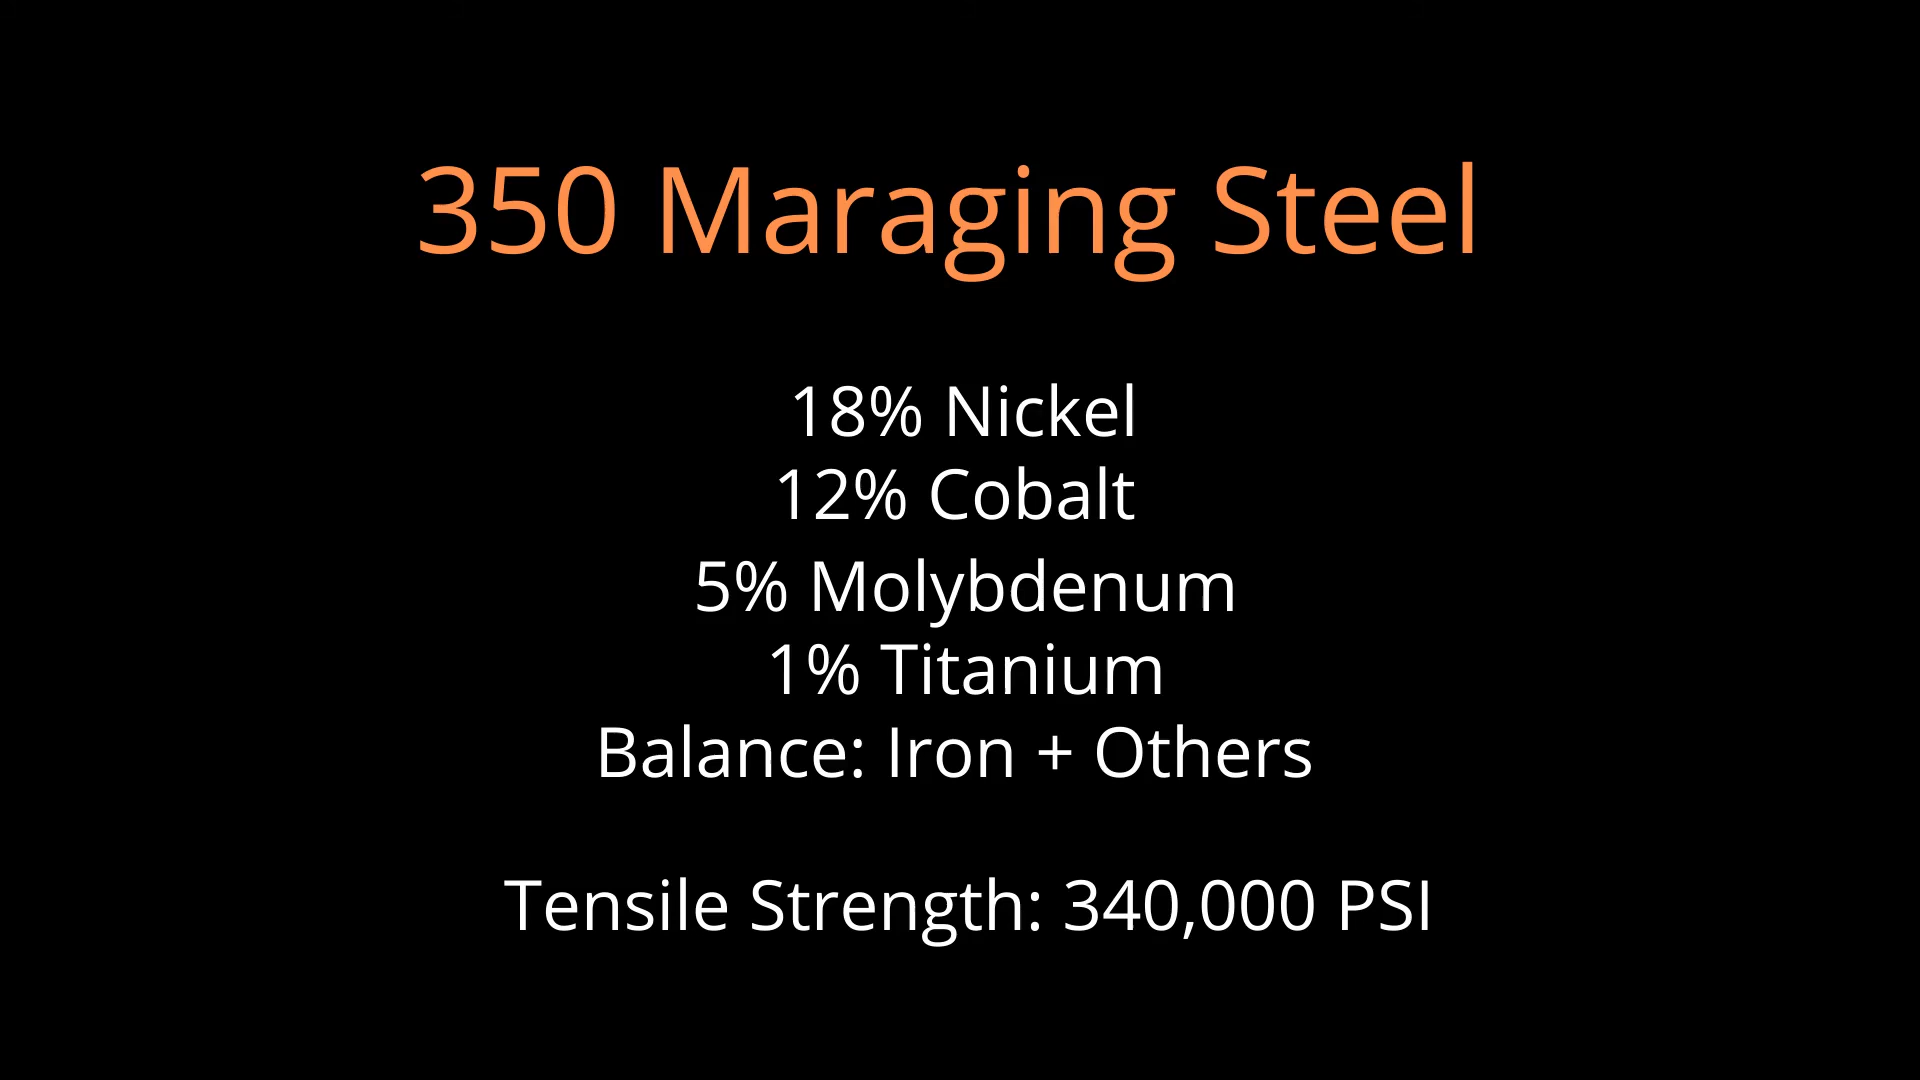 350 Maraging Steel
18% Nickel
12% Cobalt
5% Molybdenum
1% Titanium
Balance: Iron + Others
Tensile Strength: 340,000 PSI